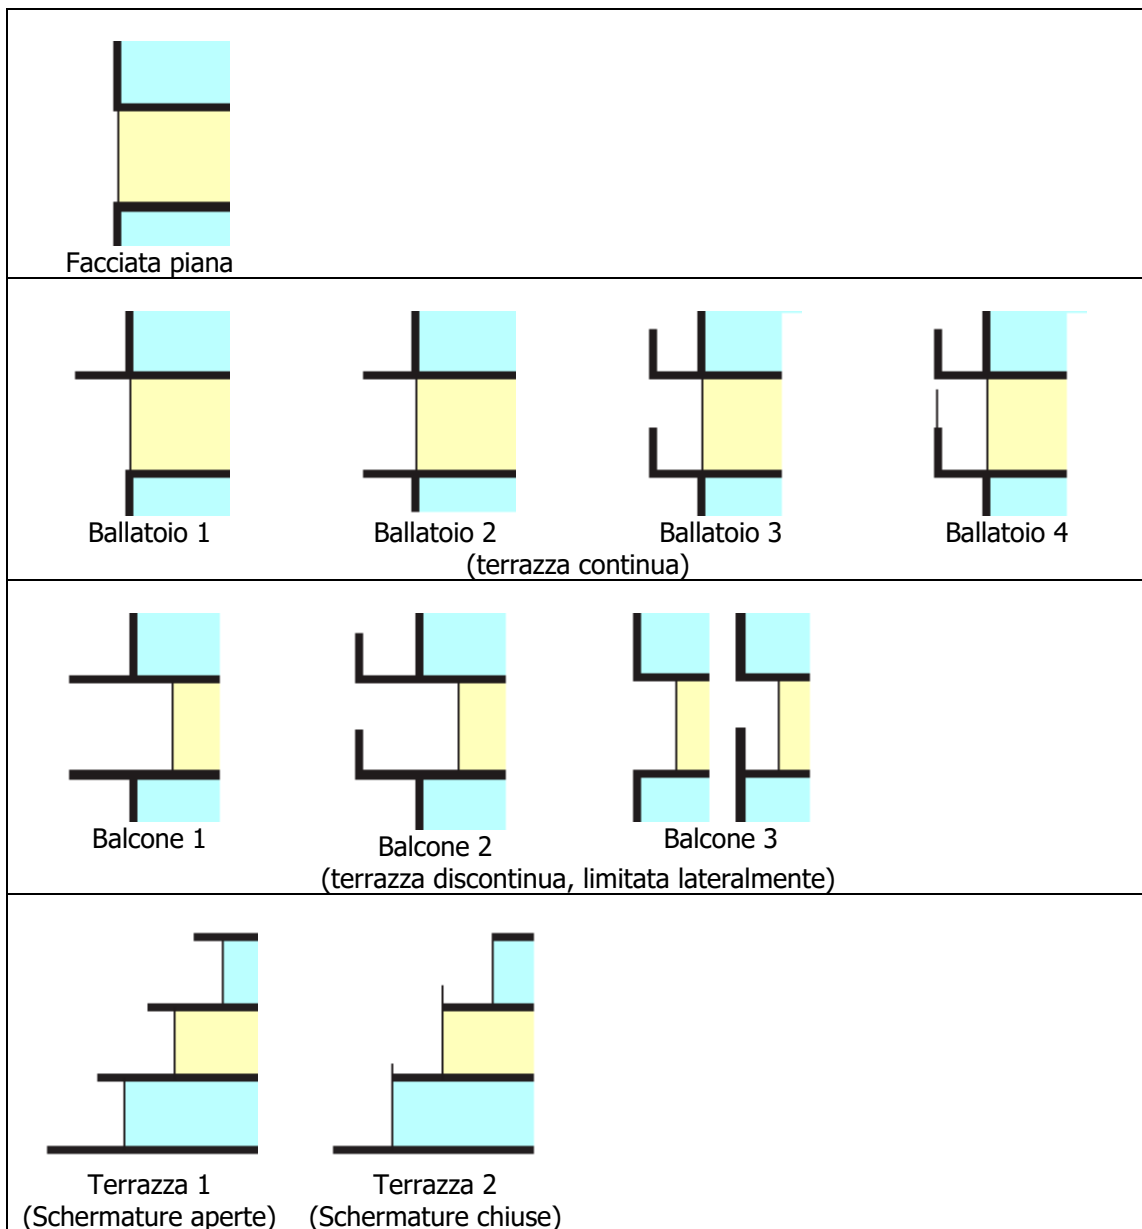 Facciata piana
Ballatoio 1 Ballatoio 2 Ballatoio 3 Ballatoio 4
(terrazza continua)
Balcone 1 Balcone 2 Balcone 3
(terrazza discontinua, limitata lateralmente)
Terrazza 1 Terrazza 2
(Schermature aperte) (Schermature chiuse)